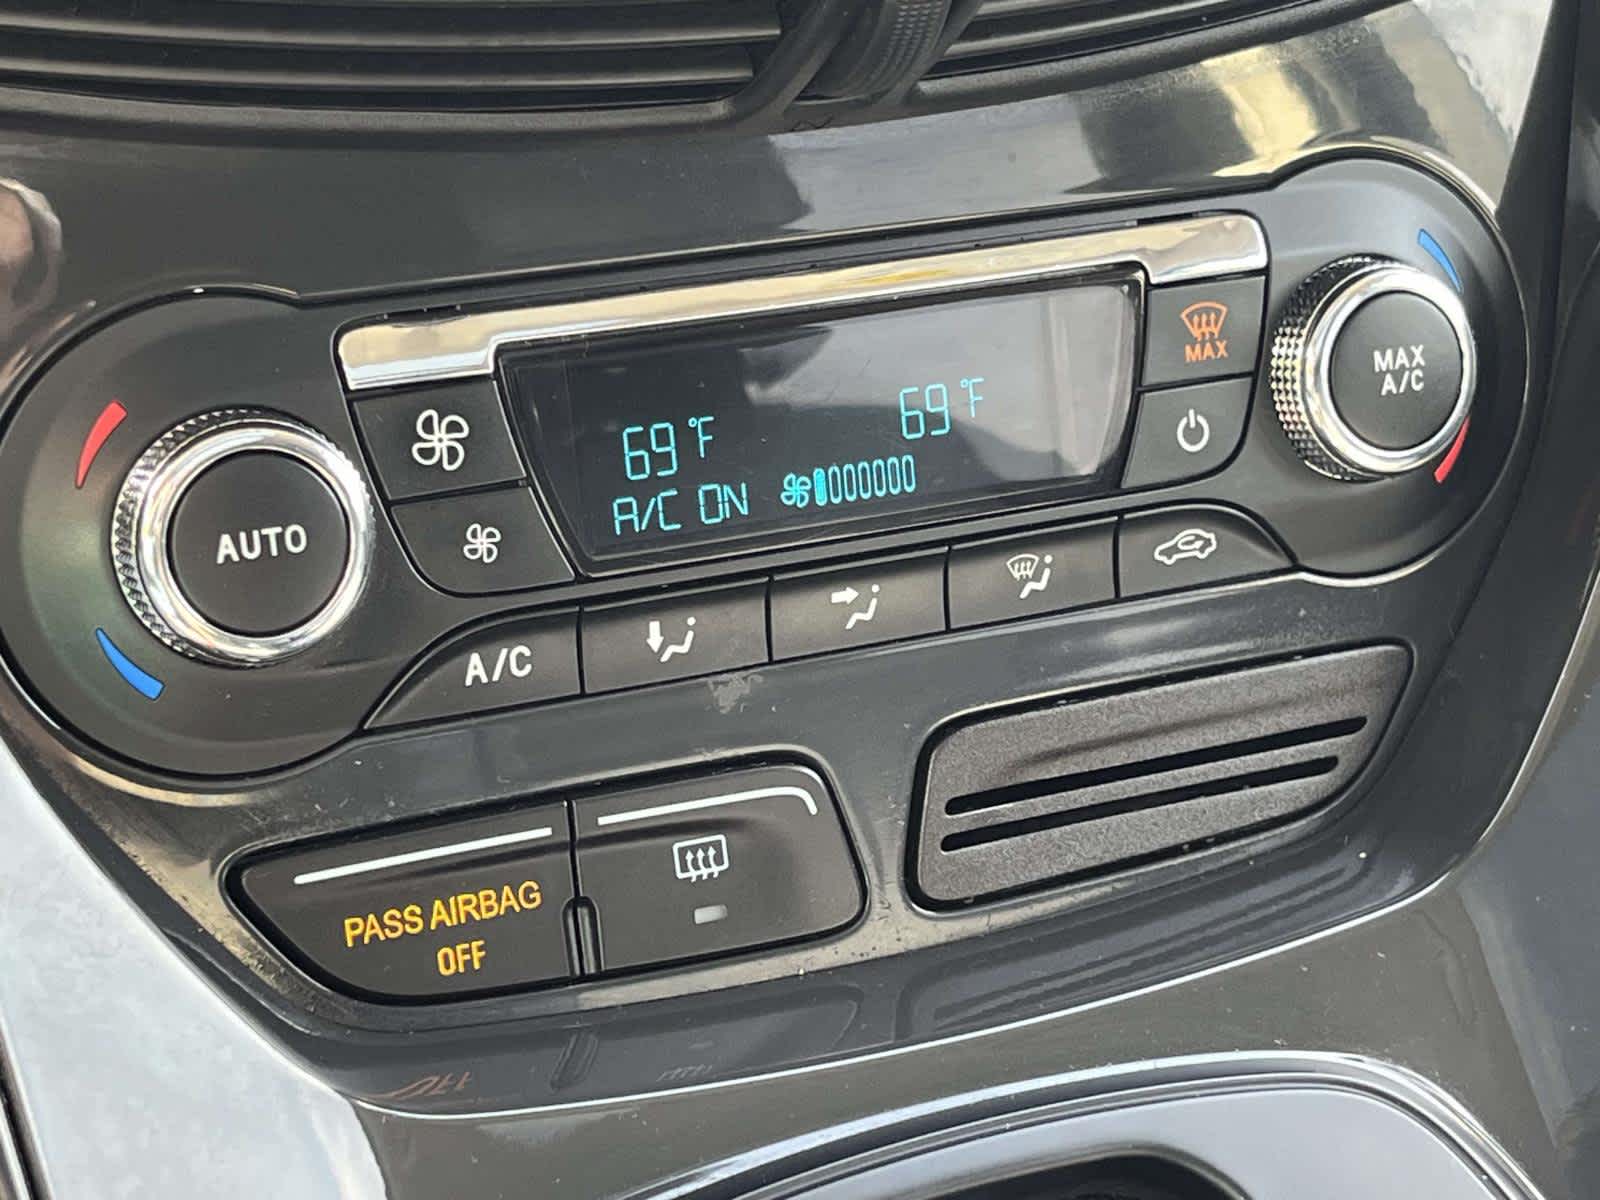 MAX
MAX
A/C
69°F
69°F
AUTO
A/C ON
A/C
PASS AIRBAG
OFF